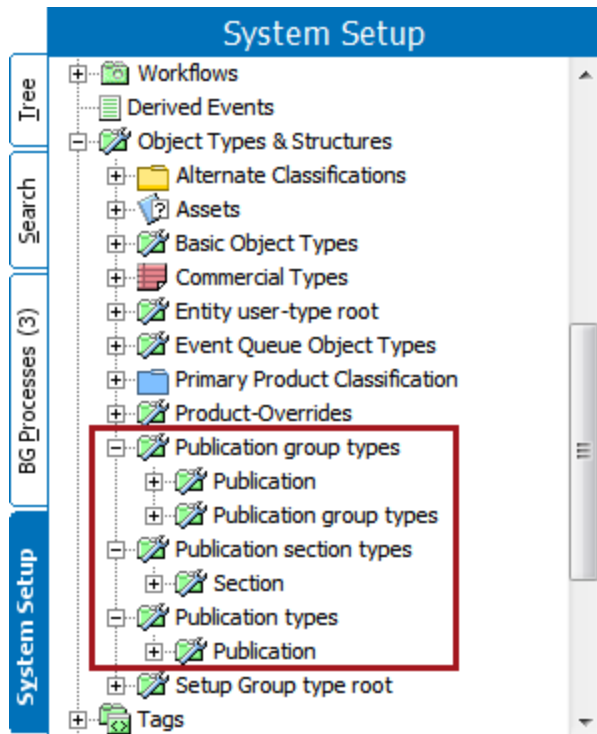 System Setup
Tree
Search
BG Processes (3)
System Setup
Workflows
Derived Events
Object Types & Structures
Alternate Classifications
Assets
Basic Object Types
Commercial Types
Entity user-type root
Event Queue Object Types
Primary Product Classification
Product-Overrides
Publication group types
Publication
Publication group types
Publication section types
Section
Publication types
Publication
Setup Group type root
Tags